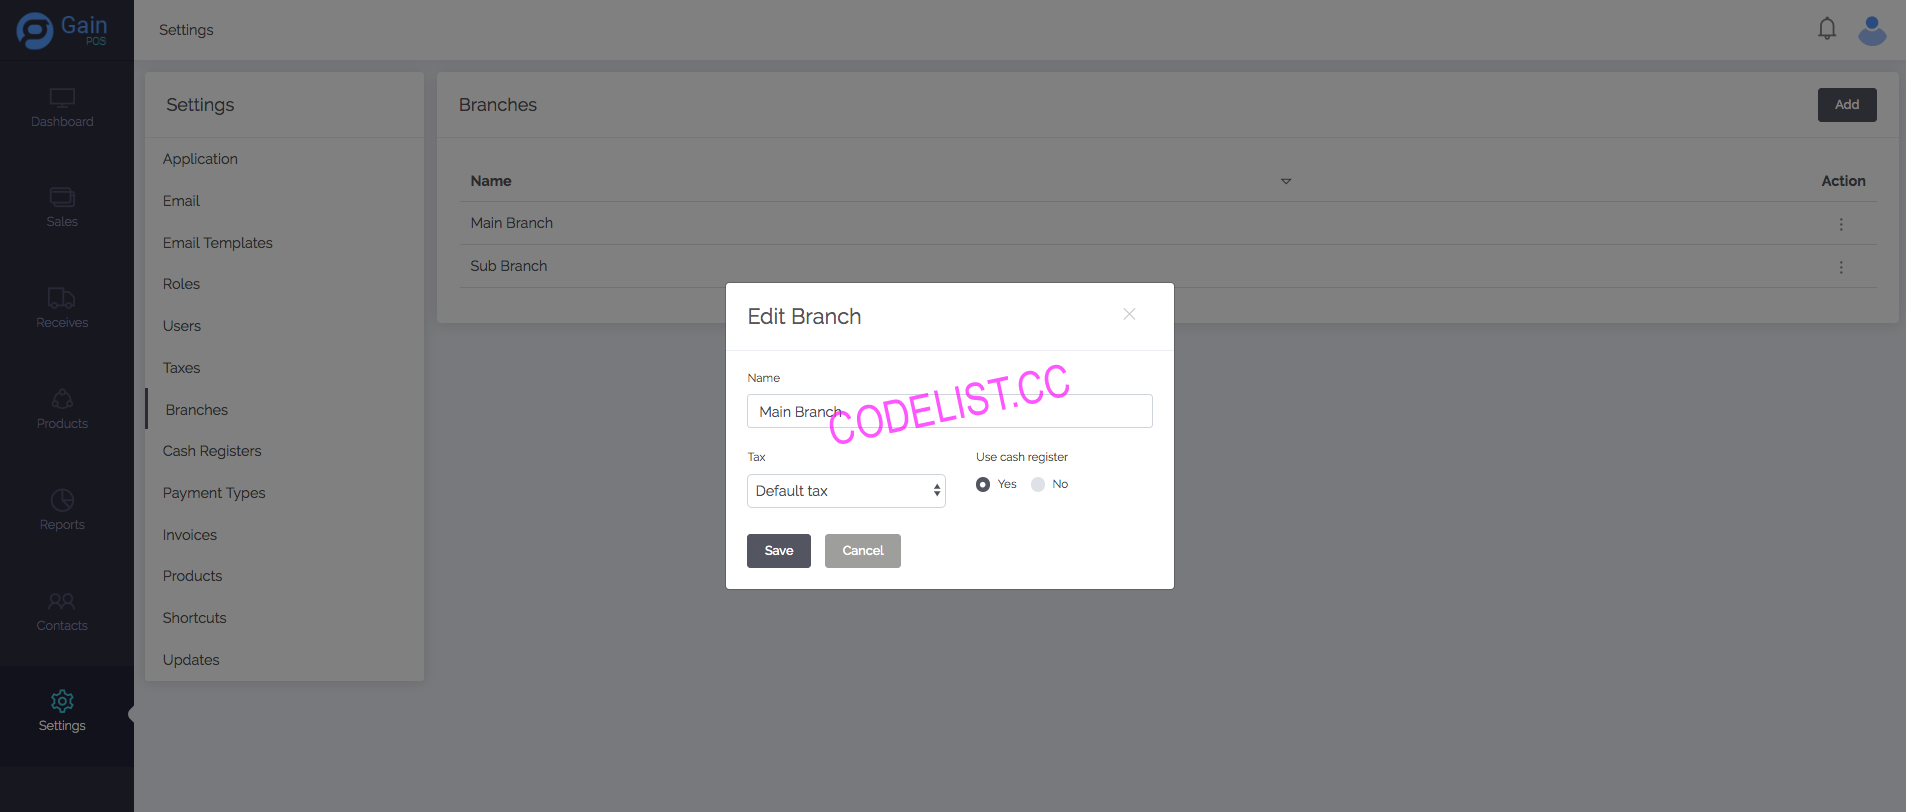 Gain
POS
Settings
Dashboard
Sales
Receives
Products
Reports
Contacts
Settings
Settings
Application
Email
Email Templates
Roles
Users
Taxes
Branches
Cash Registers
Payment Types
Invoices
Products
Shortcuts
Updates
Branches
Add
Name
Action
Main Branch
Sub Branch
Edit Branch
Name
Main Branch
CODELIST.CC
Tax
Use cash register
Default tax
Yes
No
Save
Cancel